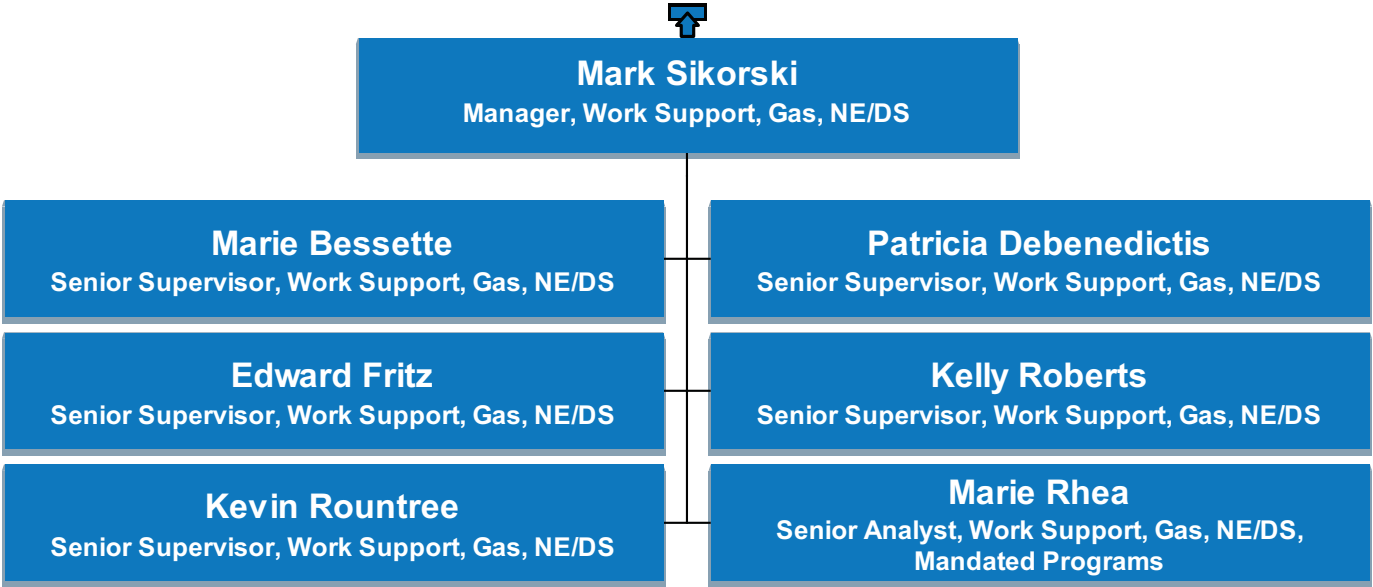 Mark Sikorski
Manager, Work Support, Gas, NE/DS
Marie Bessette
Senior Supervisor, Work Support, Gas, NE/DS
Patricia Debenedictis
Senior Supervisor, Work Support, Gas, NE/DS
Edward Fritz
Senior Supervisor, Work Support, Gas, NE/DS
Kelly Roberts
Senior Supervisor, Work Support, Gas, NE/DS
Kevin Rountree
Senior Supervisor, Work Support, Gas, NE/DS
Marie Rhea
Senior Analyst, Work Support, Gas, NE/DS,
Mandated Programs